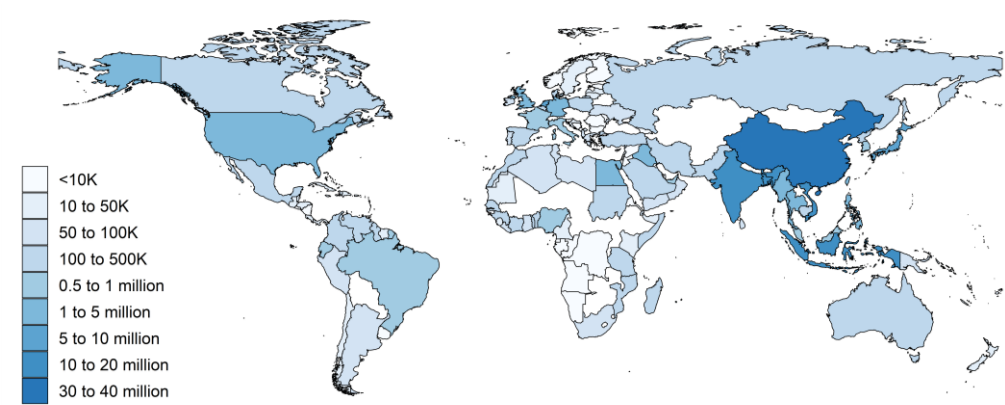 <10K
10 to 50K
50 to 100K
100 to 500K
0.5 to 1 million
1 to 5 million
5 to 10 million
10 to 20 million
30 to 40 million